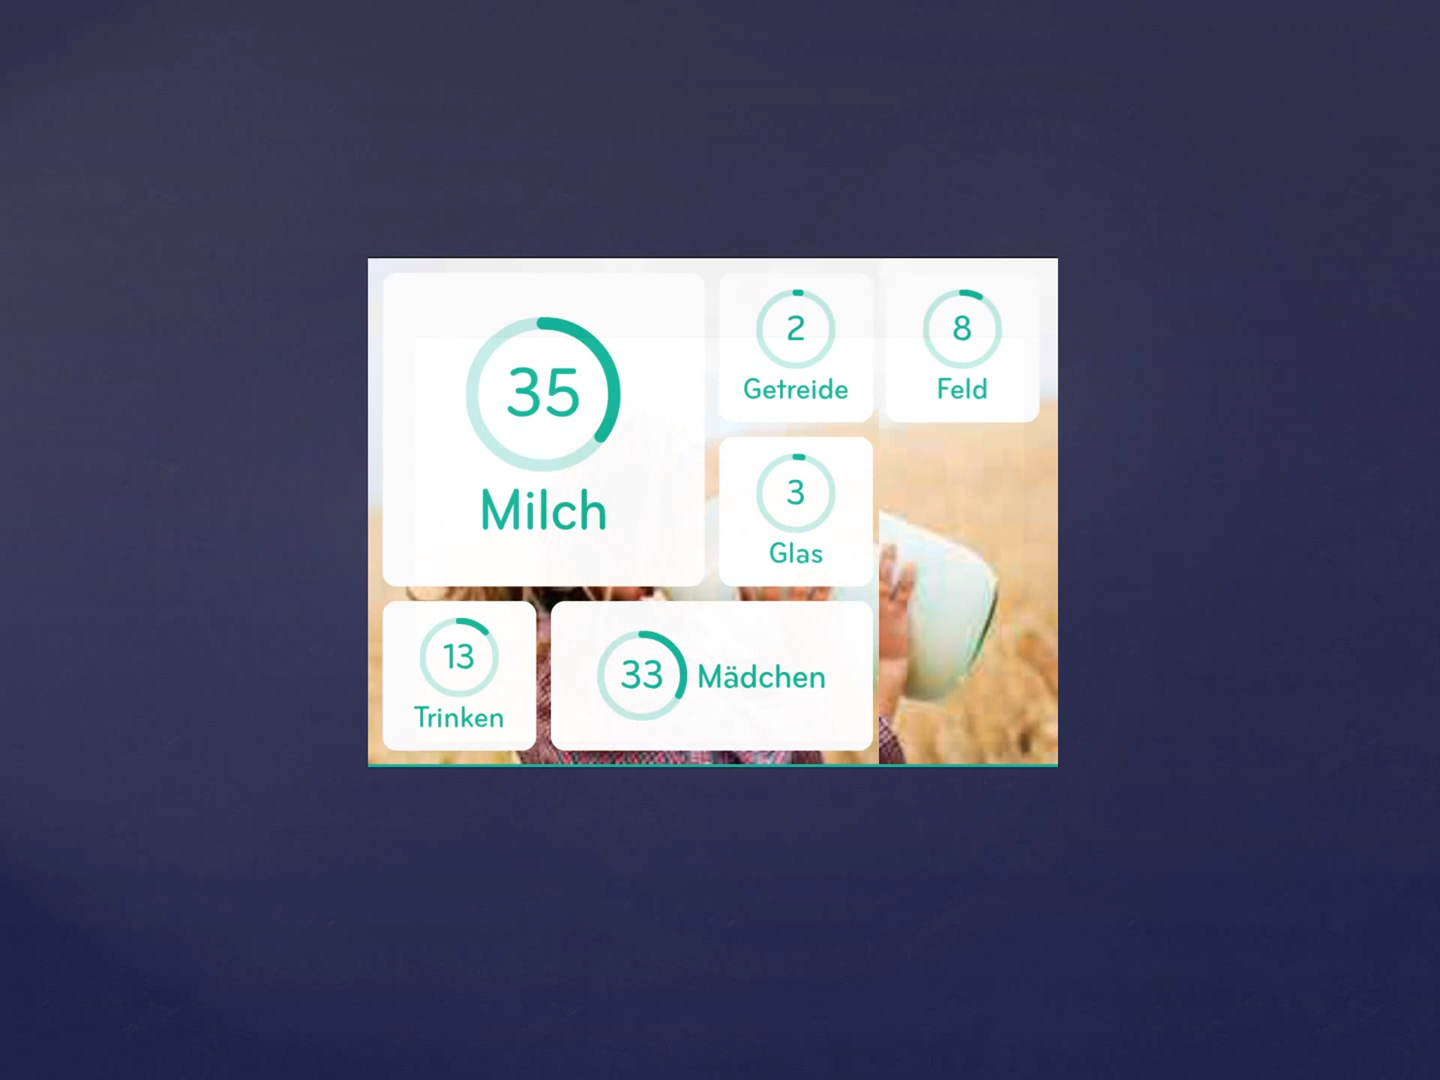 35
Milch
2
Getreide
8
Feld
3
Glas
13
Trinken
33 Mädchen